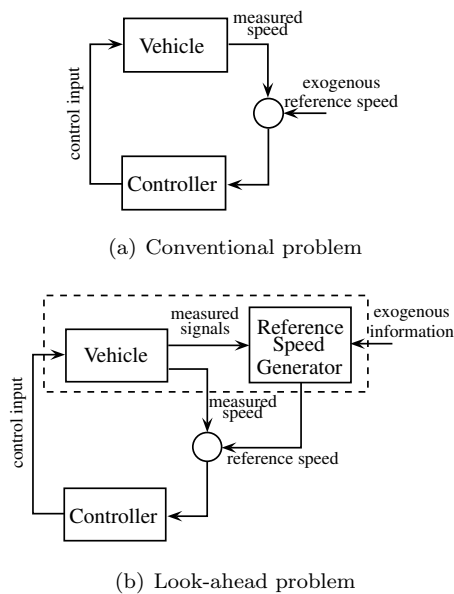 measured
speed
Vehicle
exogenous
reference speed
control input
Controller
(a) Conventional problem
measured
signals
Reference
Speed
Generator
exogenous
information
Vehicle
measured
speed
control input
reference speed
Controller
(b) Look-ahead problem